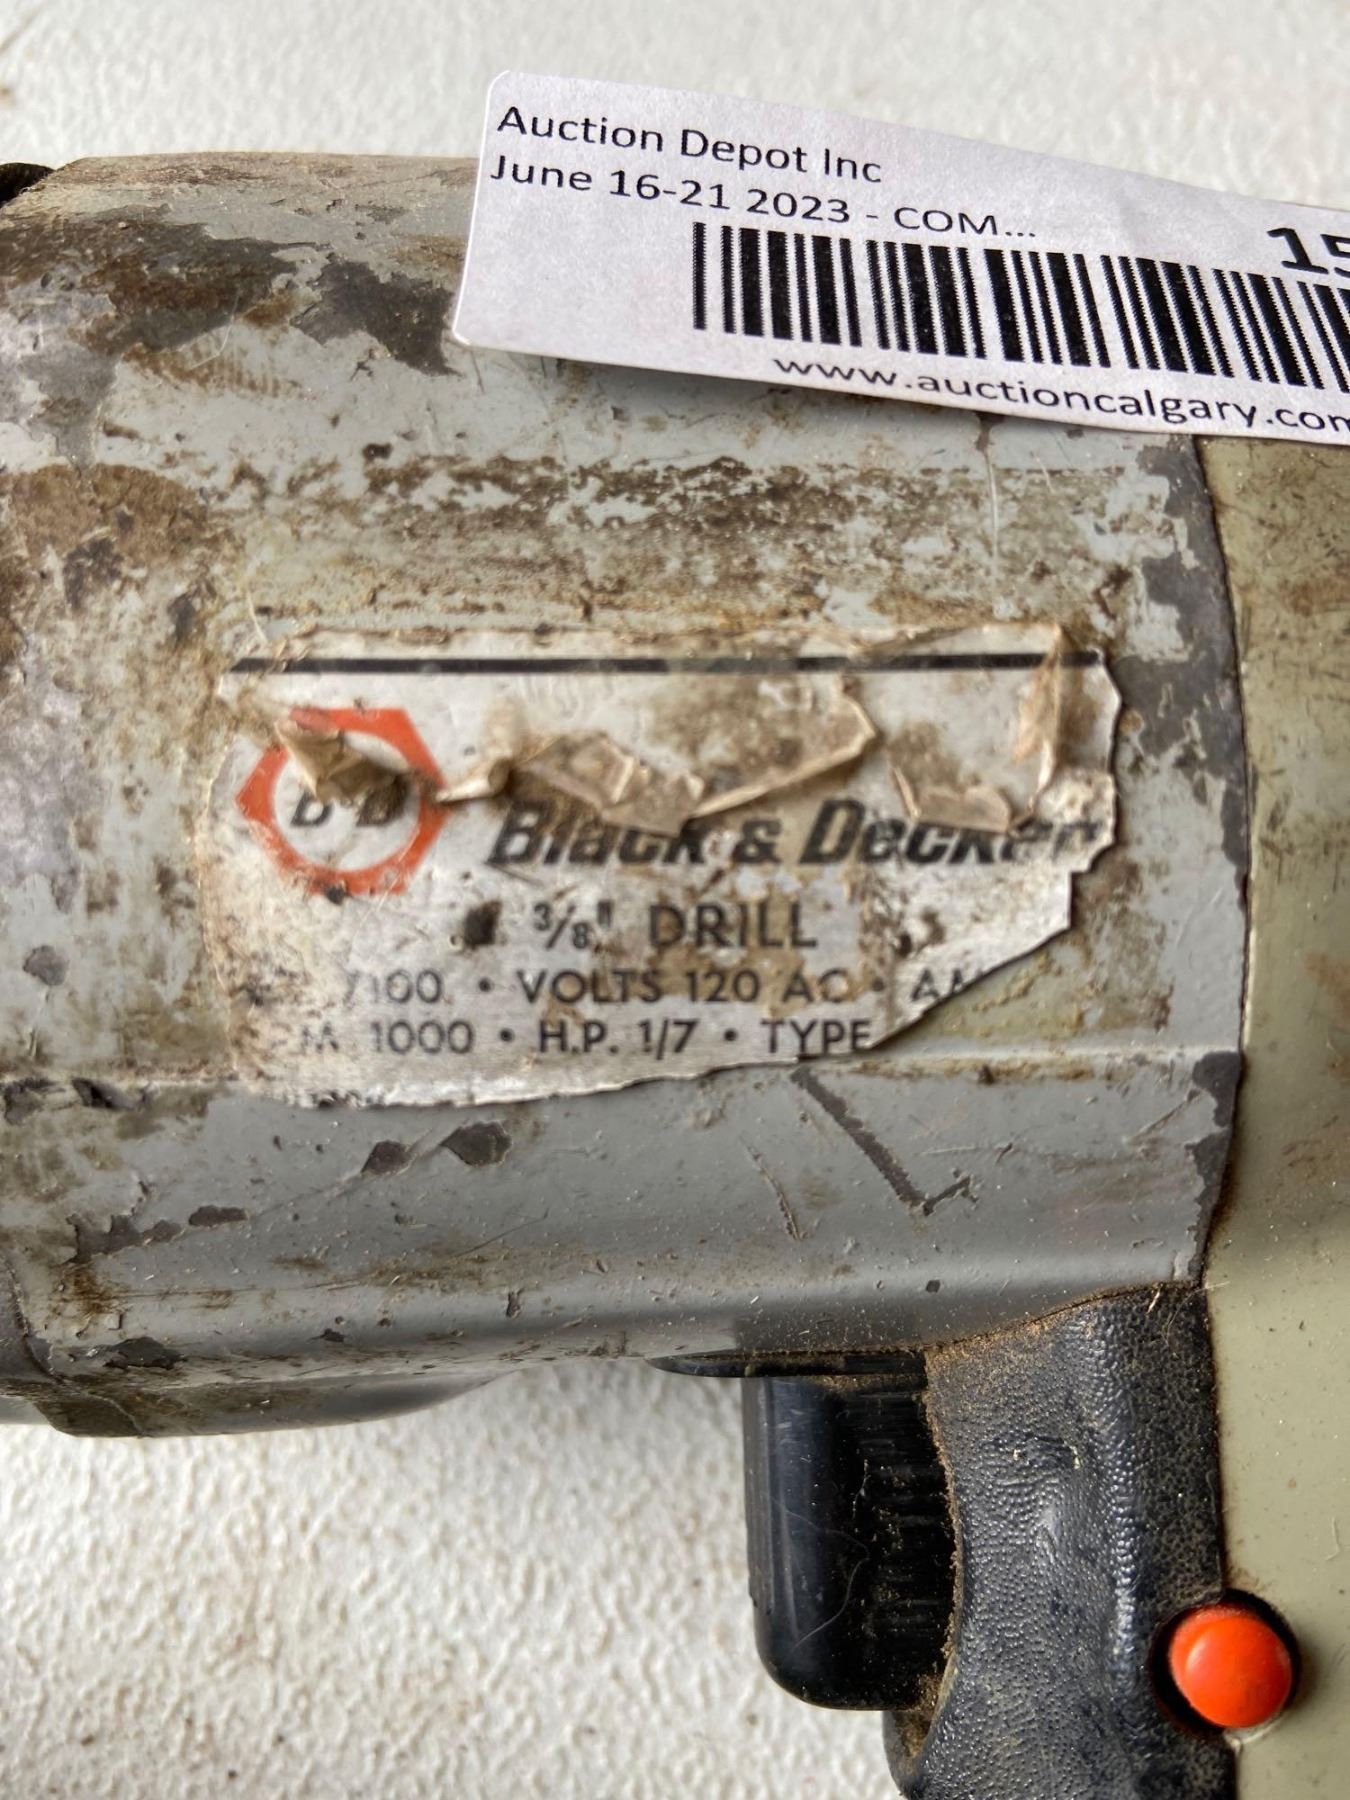 Auction Depot Inc
June 16-21 2023 - COM...
15
www.auctioncalgary.com
B D
Black & Decker
3/8" DRILL
7100 • VOLTS 120 AC •
1000 • H.P. 1/7 • TYPE